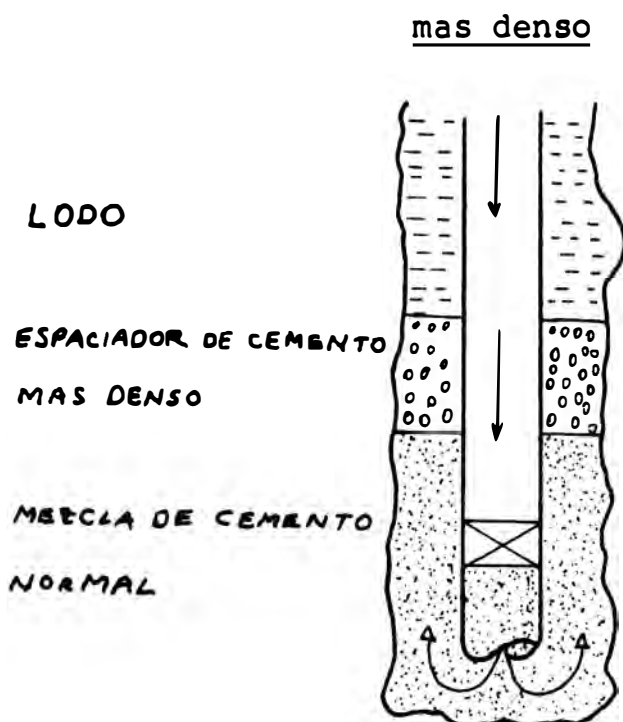 mas denso
LODO
ESPACIADOR DE CEMENTO
MAS DENSO
MEZCLA DE CEMENTO
NORMAL